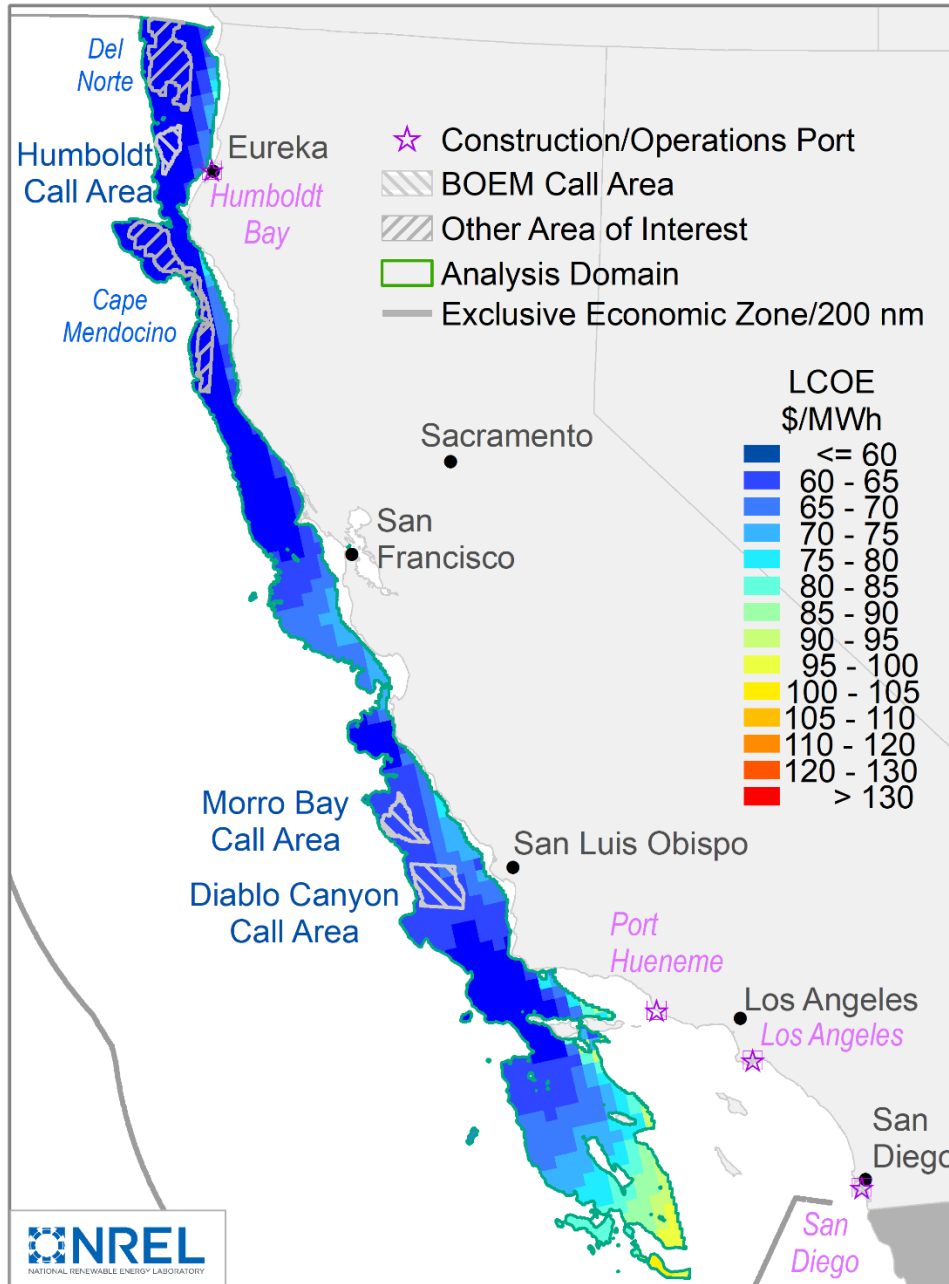 Del
Norte
Humboldt
Call Area
Eureka
Humboldt
Bay
Cape
Mendocino
Construction/Operations Port
BOEM Call Area
Other Area of Interest
Analysis Domain
Exclusive Economic Zone/200 nm
LCOE
$/MWh
<= 60
60 - 65
65 - 70
70 - 75
75 - 80
80 - 85
85 - 90
90 - 95
95 - 100
100 - 105
105 - 110
110 - 120
120 - 130
> 130
Sacramento
San
Francisco
Morro Bay
Call Area
San Luis Obispo
Diablo Canyon
Call Area
Port
Hueneme
Los Angeles
Los Angeles
San
Diego
San
Diego
NREL
NATIONAL RENEWABLE ENERGY LABORATORY